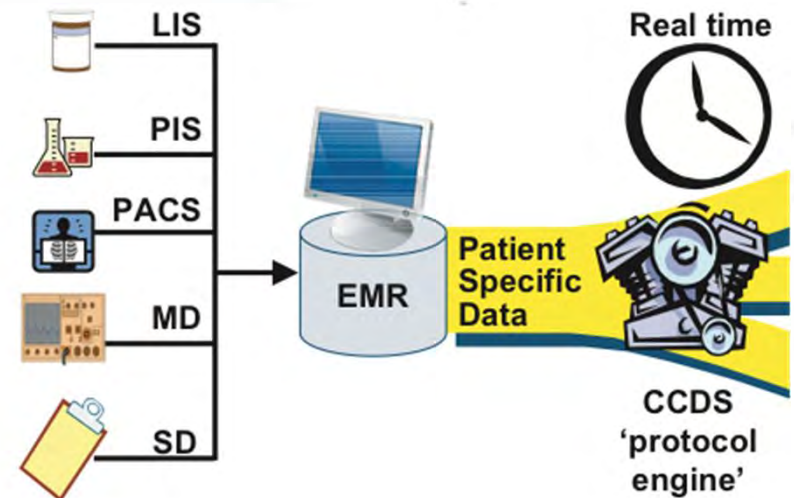 LIS
PIS
PACS
MD
SD
EMR
Patient
Specific
Data
Real time
CCDS
‘protocol
engine’